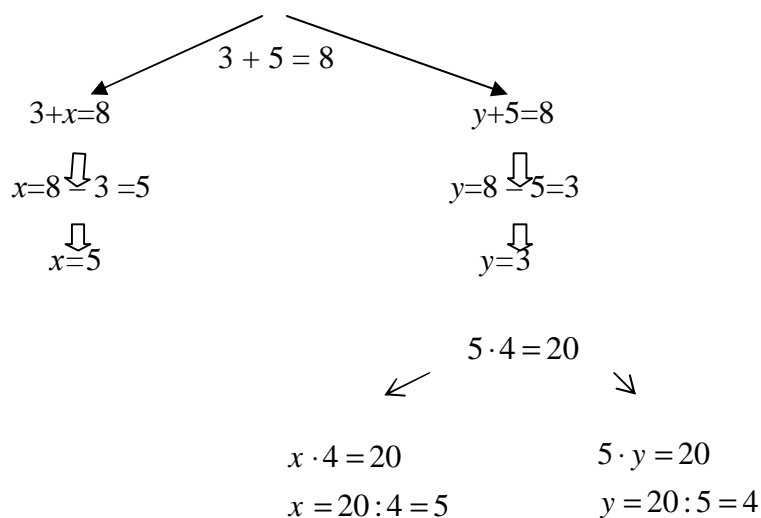 3 + 5 = 8
3+x=8 y+5=8
x=8 – 3 =5 y=8 – 5=3
x=5 y=3
5 · 4 = 20
x · 4 = 20 5 · y = 20
x = 20 : 4 = 5 y = 20 : 5 = 4